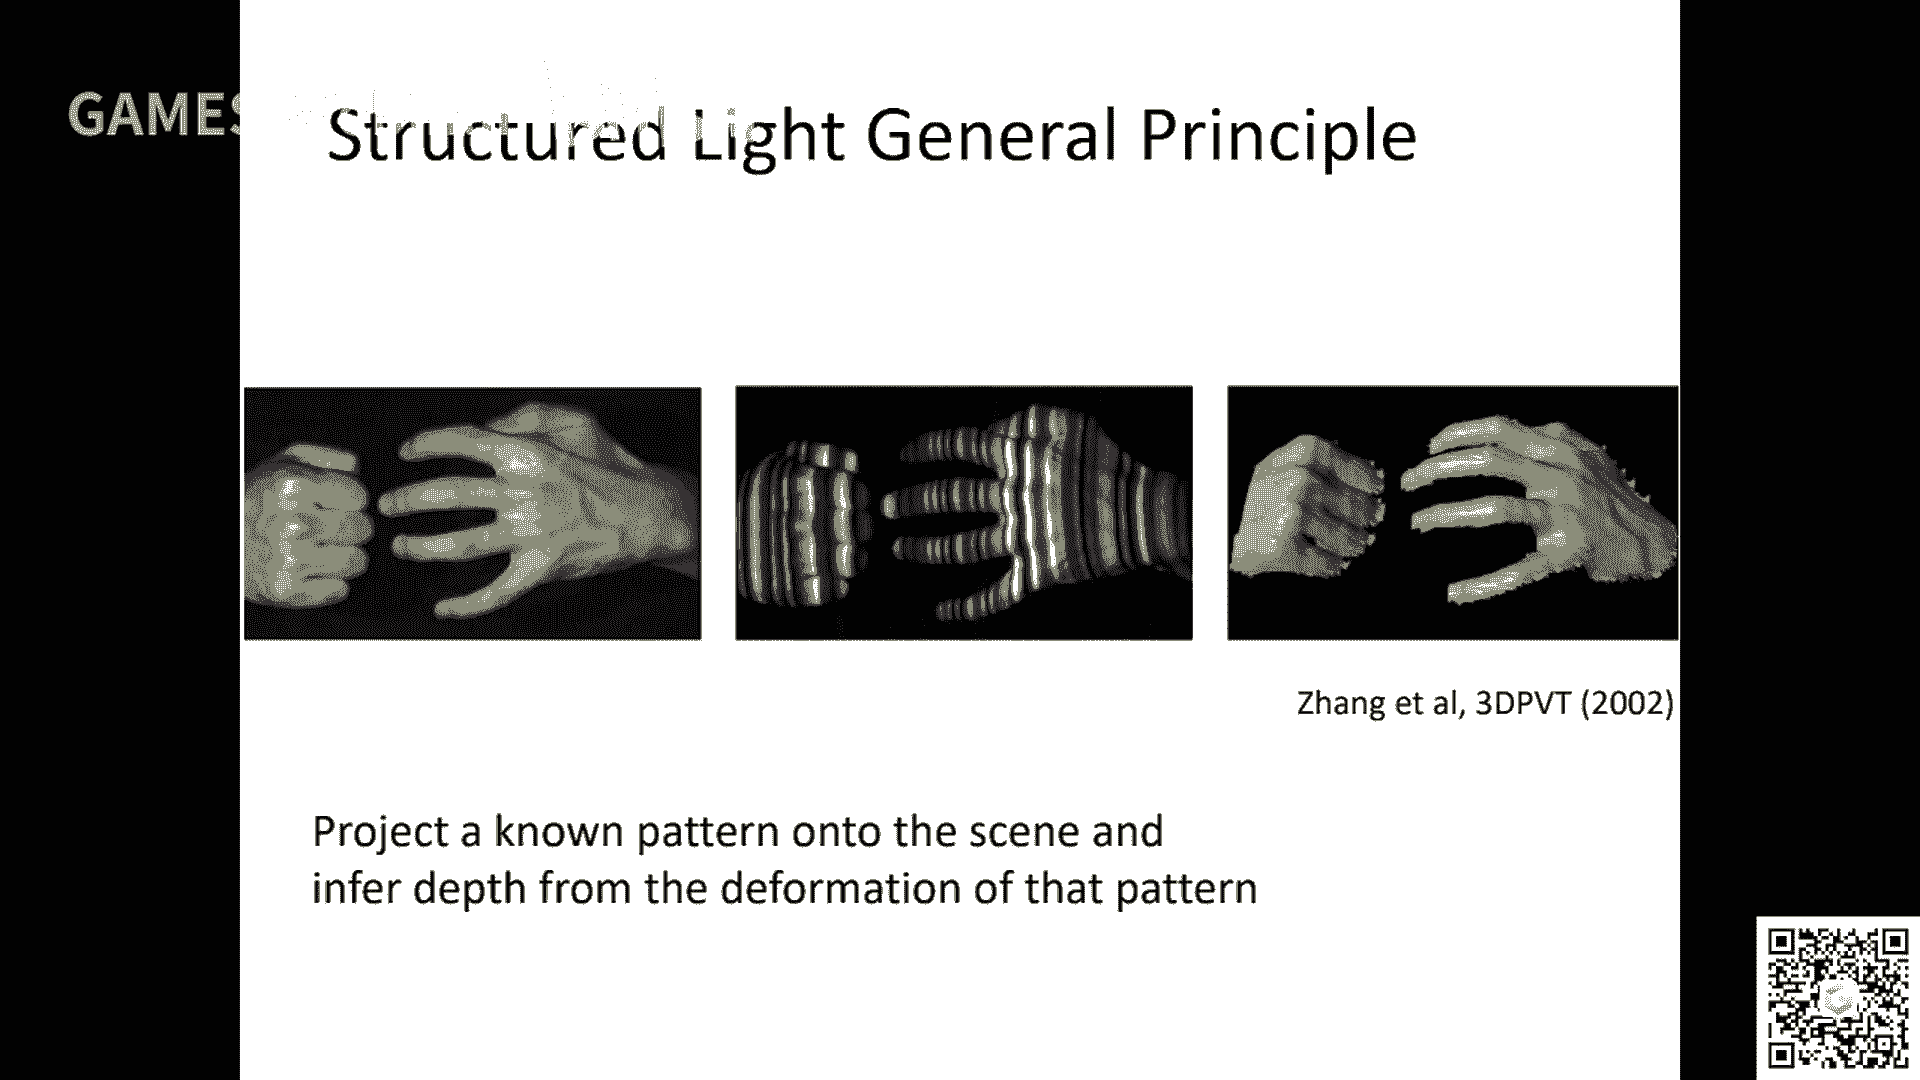 GAMES
Structured Light General Principle
Zhang et al, 3DPVT (2002)
Project a known pattern onto the scene and
infer depth from the deformation of that pattern